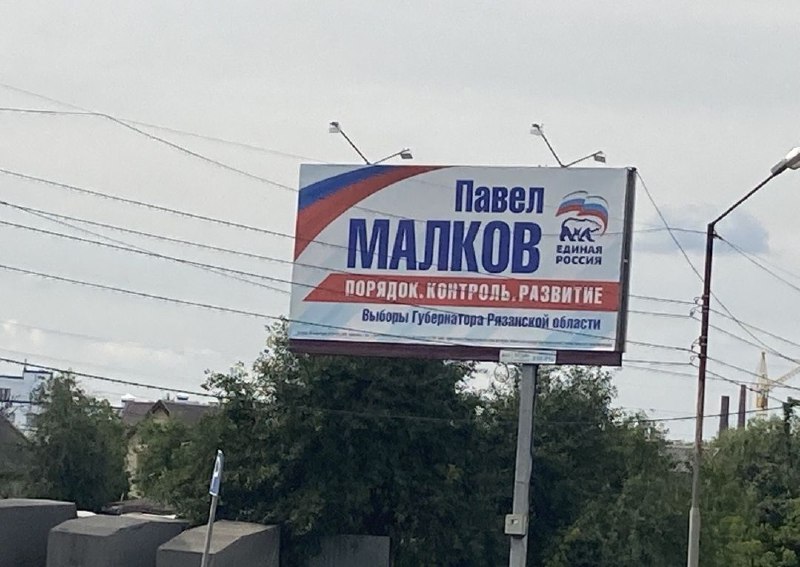 Павел
МАЛКОВ
ЕДИНАЯ
РОССИЯ
ПОРЯДОК.КОНТРОЛЬ.РАЗВИТИЕ
Выборы Губернатора Рязанской области